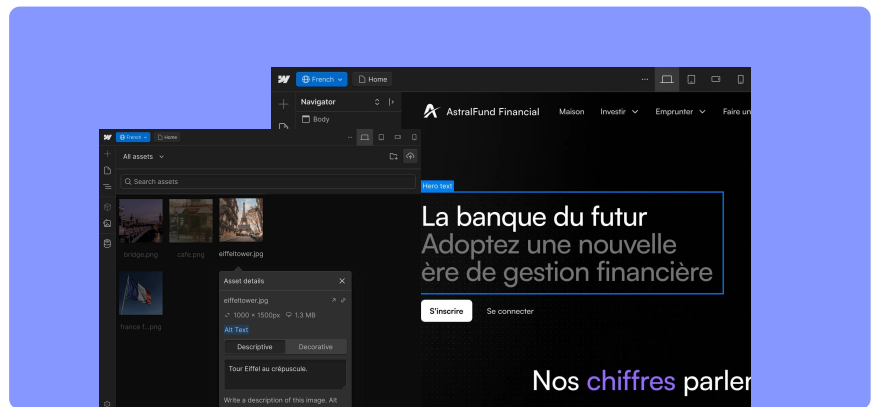 French
Home
Navigator
Body
AstralFund Financial
Maison
Investir
Emprunter
Faire un
French
Home
All assets
Search assets
Hero text
La banque du futur
Adoptez une nouvelle
ère de gestion financière
bridge.png
cafe.png
eiffeltower.jpg
Asset details
eiffeltower.jpg
1000 × 1500px
1.3 MB
S'inscrire
Se connecter
france f...png
Alt Text
Descriptive
Decorative
Tour Eiffel au crépuscule.
Nos chiffres parler
Write a description of this image. Alt